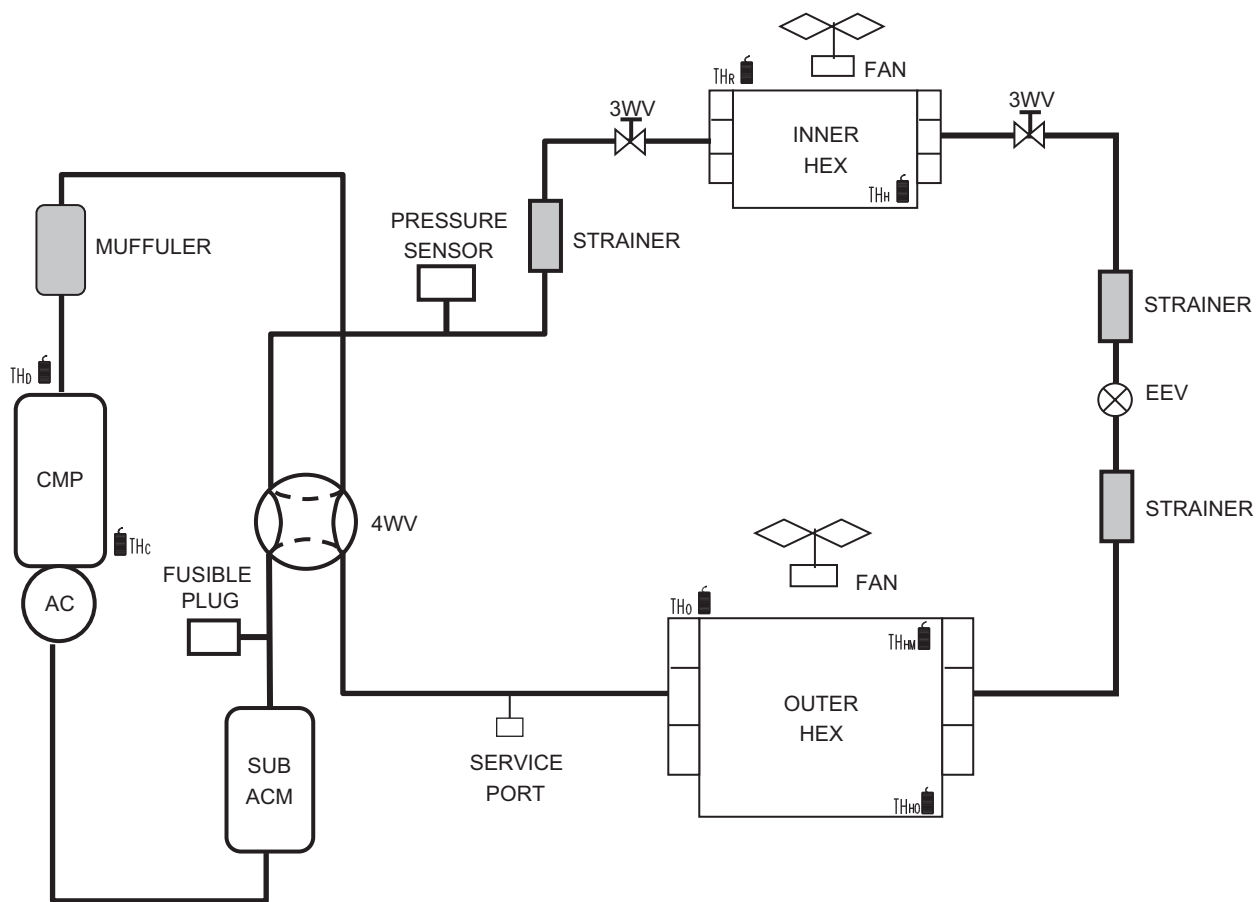 THR
FAN
3WV
3WV
INNER
HEX
THH
MUFFULER
PRESSURE
SENSOR
STRAINER
STRAINER
THD
EEV
CMP
STRAINER
4WV
THC
FUSIBLE
PLUG
FAN
AC
THO
THHM
OUTER
HEX
SERVICE
PORT
SUB
ACM
THHO